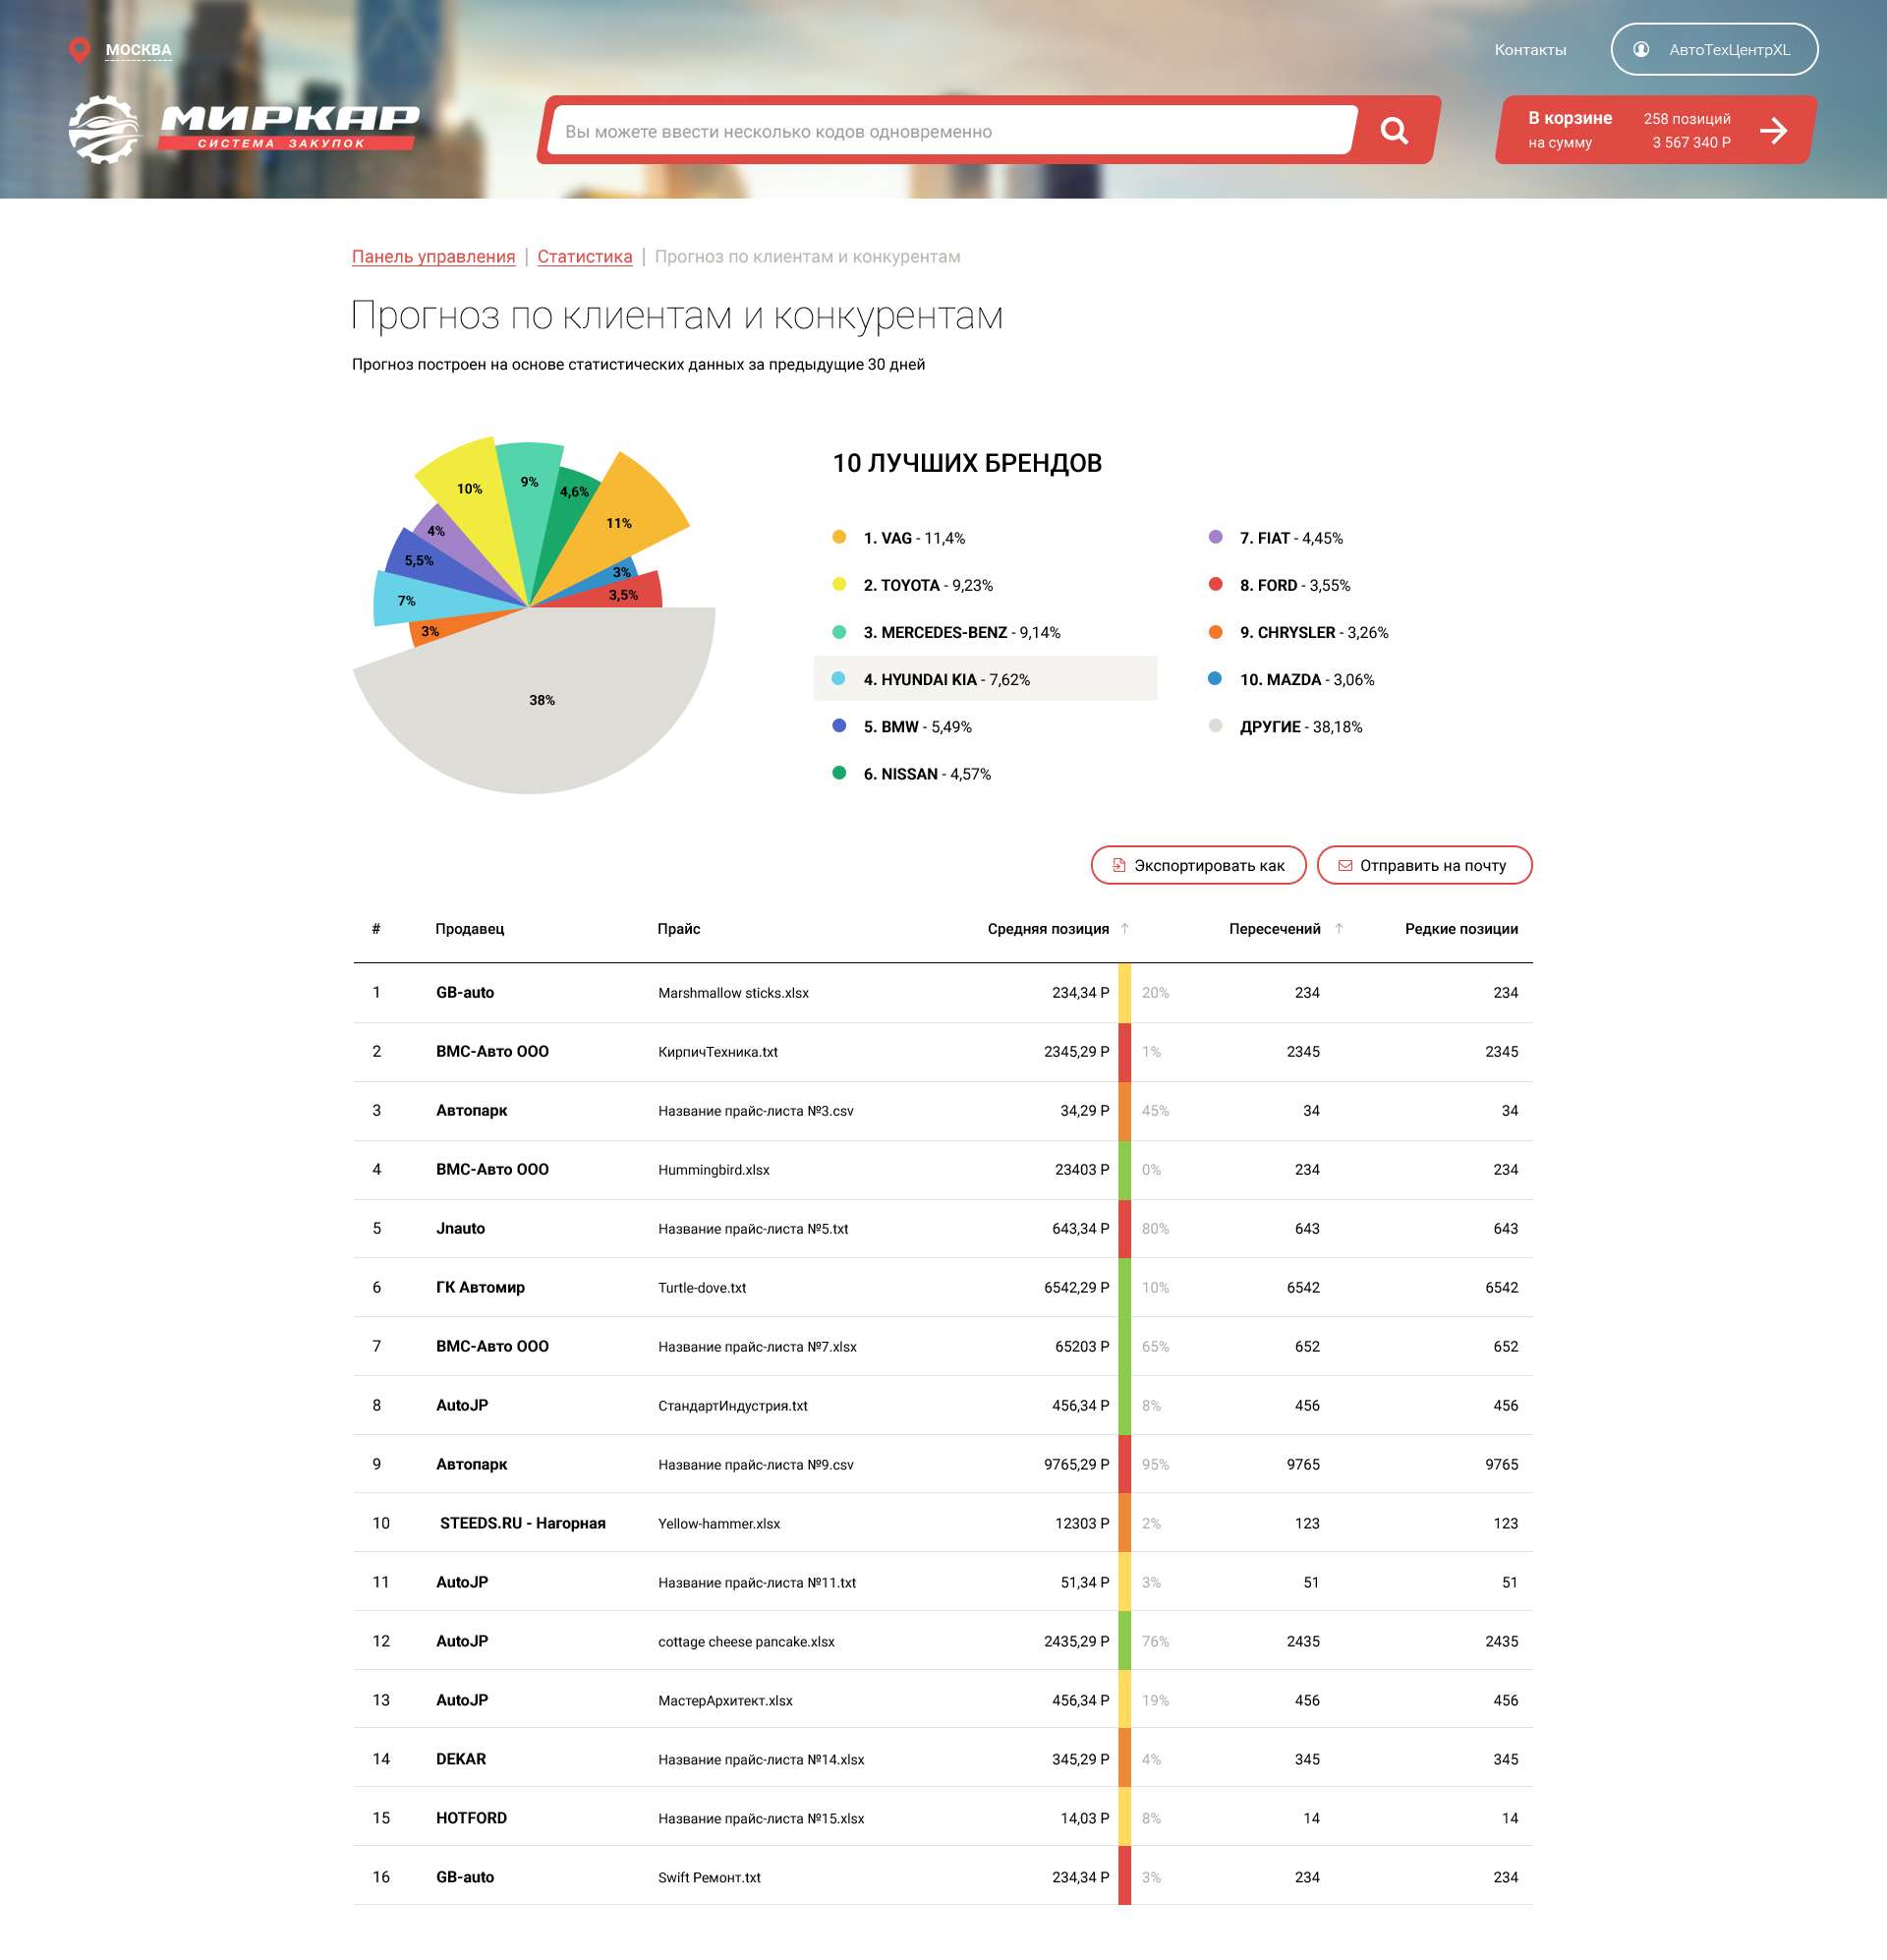 МОСКВА
Контакты
АвтоТехЦентрXL
МИРКАР
СИСТЕМА ЗАКУПОК
Вы можете ввести несколько кодов одновременно
В корзине 258 позиций
на сумму 3 567 340 Р
Панель управления | Статистика | Прогноз по клиентам и конкурентам
Прогноз по клиентам и конкурентам
Прогноз построен на основе статистических данных за предыдущие 30 дней
10%
9%
4,6%
11%
4%
5,5%
3%
3,5%
7%
3%
38%
10 ЛУЧШИХ БРЕНДОВ
1. VAG - 11,4%
2. TOYOTA - 9,23%
3. MERCEDES-BENZ - 9,14%
4. HYUNDAI KIA - 7,62%
5. BMW - 5,49%
6. NISSAN - 4,57%
7. FIAT - 4,45%
8. FORD - 3,55%
9. CHRYSLER - 3,26%
10. MAZDA - 3,06%
ДРУГИЕ - 38,18%
Экспортировать как
Отправить на почту
# Продавец Прайс Средняя позиция ↑ Пересечений ↑ Редкие позиции
1 GB-auto Marshmallow sticks.xlsx 234,34 Р 20% 234 234
2 ВМС-Авто ООО КирпичТехника.txt 2345,29 Р 1% 2345 2345
3 Автопарк Название прайс-листа №3.csv 34,29 Р 45% 34 34
4 ВМС-Авто ООО Hummingbird.xlsx 23403 Р 0% 234 234
5 Jnauto Название прайс-листа №5.txt 643,34 Р 80% 643 643
6 ГК Автомир Turtle-dove.txt 6542,29 Р 10% 6542 6542
7 ВМС-Авто ООО Название прайс-листа №7.xlsx 65203 Р 65% 652 652
8 AutoJP СтандартИндустрия.txt 456,34 Р 8% 456 456
9 Автопарк Название прайс-листа №9.csv 9765,29 Р 95% 9765 9765
10 STEEDS.RU - Нагорная Yellow-hammer.xlsx 12303 Р 2% 123 123
11 AutoJP Название прайс-листа №11.txt 51,34 Р 3% 51 51
12 AutoJP cottage cheese pancake.xlsx 2435,29 Р 76% 2435 2435
13 AutoJP МастерАрхитект.xlsx 456,34 Р 19% 456 456
14 DEKAR Название прайс-листа №14.xlsx 345,29 Р 4% 345 345
15 HOTFORD Название прайс-листа №15.xlsx 14,03 Р 8% 14 14
16 GB-auto Swift Ремонт.txt 234,34 Р 3% 234 234